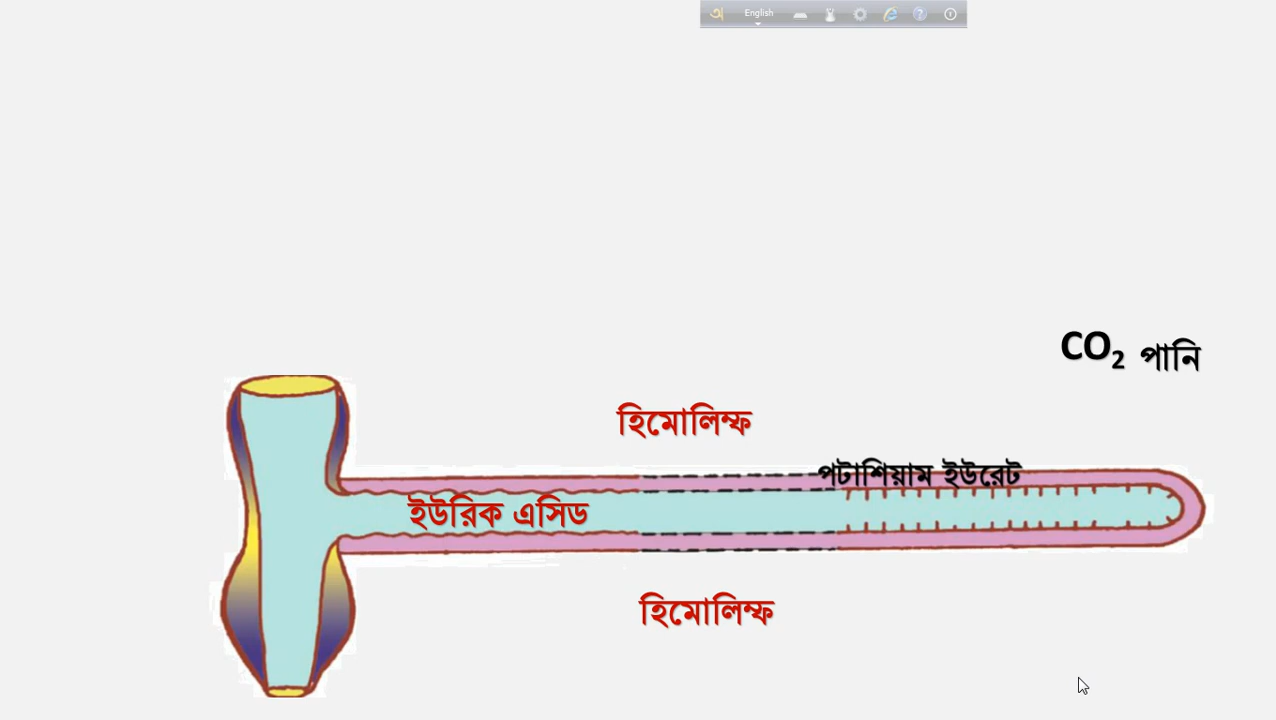 অ English
CO₂ পানি
হিমোলিম্ফ
পটাশিয়াম ইউরেট
ইউরিক এসিড
হিমোলিম্ফ